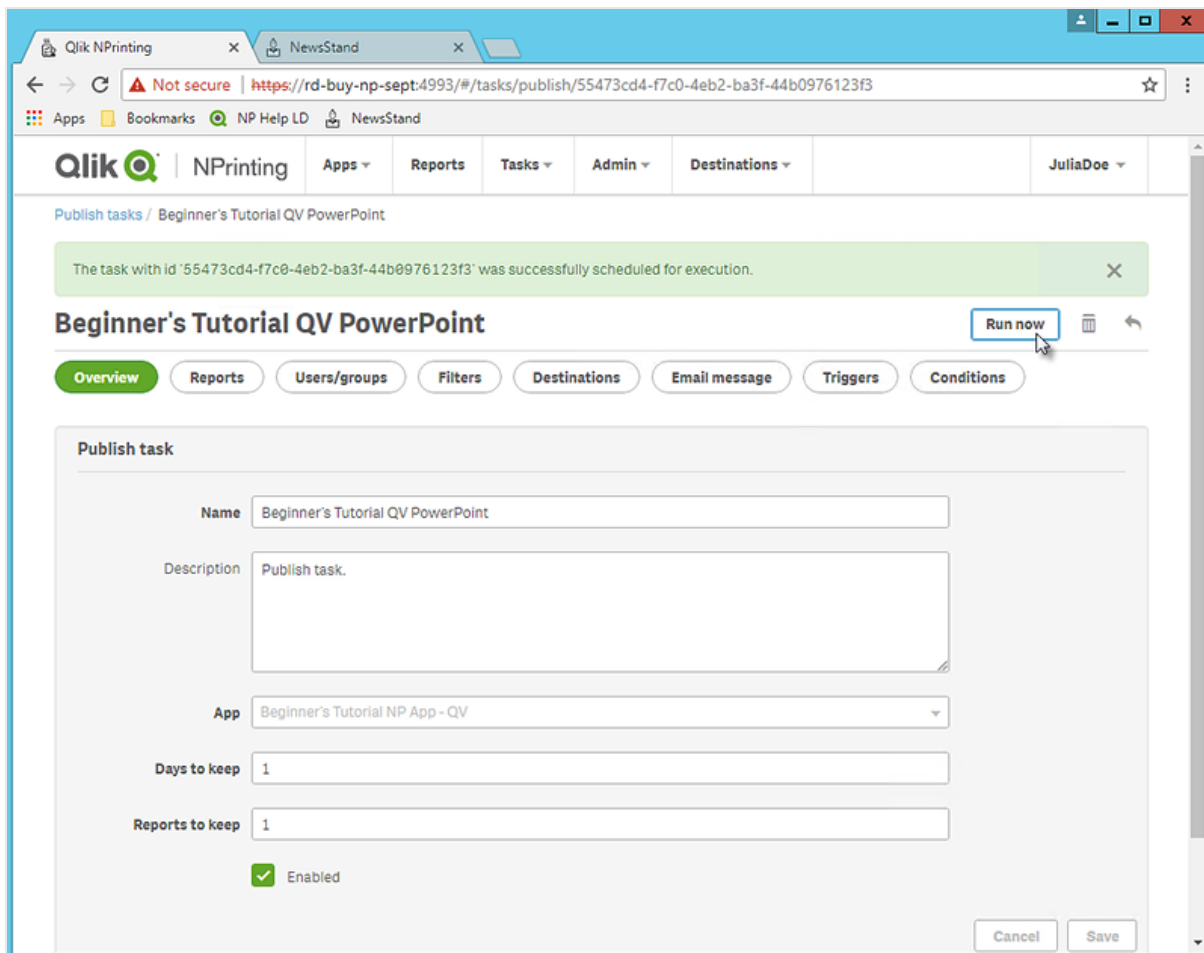 Qlik NPrinting NewsStand
Not secure | https://rd-buy-np-sept:4993/#/tasks/publish/55473cd4-f7c0-4eb2-ba3f-44b0976123f3
Apps Bookmarks NP Help LD NewsStand
Qlik NPrinting Apps Reports Tasks Admin Destinations JuliaDoe
Publish tasks / Beginner's Tutorial QV PowerPoint
The task with id '55473cd4-f7c0-4eb2-ba3f-44b0976123f3' was successfully scheduled for execution.
Beginner's Tutorial QV PowerPoint Run now
Overview Reports Users/groups Filters Destinations Email message Triggers Conditions
Publish task
Name Beginner's Tutorial QV PowerPoint
Description Publish task.
App Beginner's Tutorial NP App - QV
Days to keep 1
Reports to keep 1
Enabled
Cancel Save